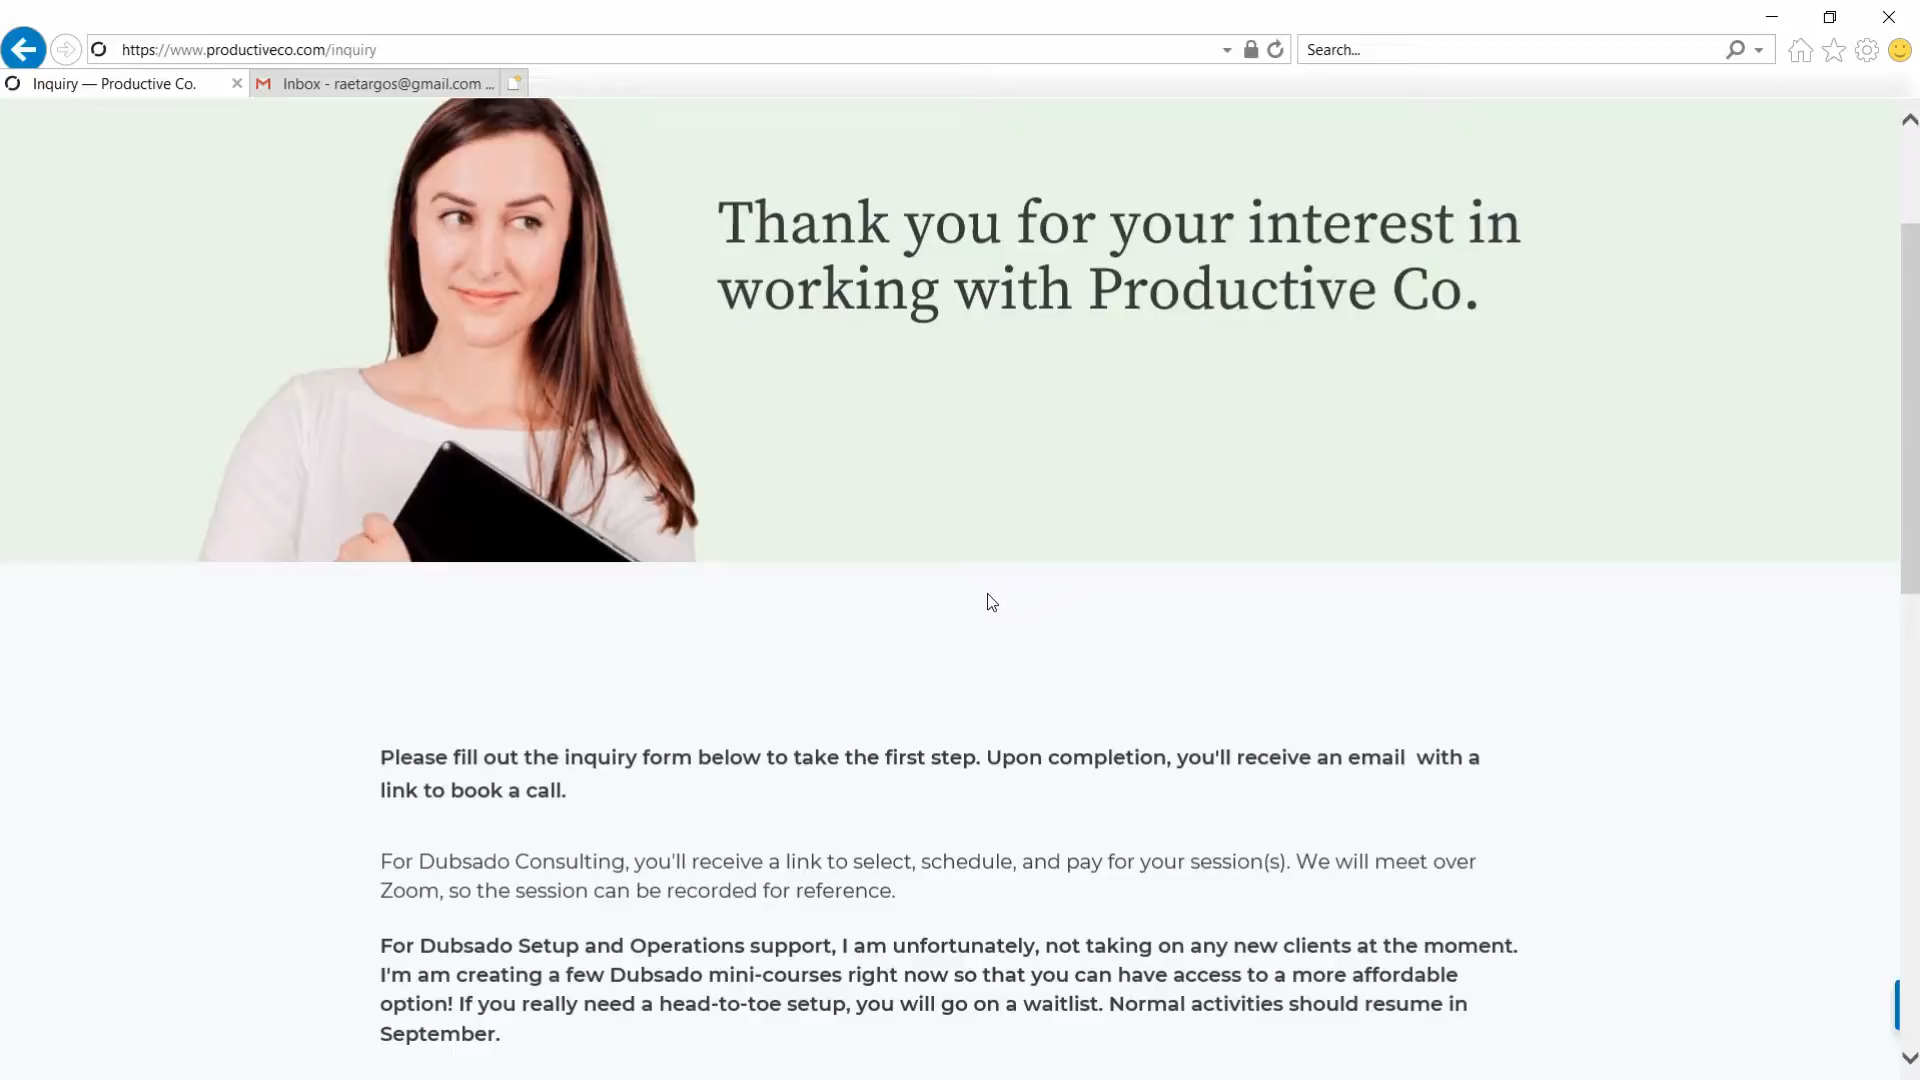 https://www.productiveco.com/inquiry
Search...
Inquiry — Productive Co.
Inbox - raetargos@gmail.com ...
Thank you for your interest in
working with Productive Co.
Please fill out the inquiry form below to take the first step. Upon completion, you'll receive an email  with a
link to book a call.
For Dubsado Consulting, you'll receive a link to select, schedule, and pay for your session(s). We will meet over
Zoom, so the session can be recorded for reference.
For Dubsado Setup and Operations support, I am unfortunately, not taking on any new clients at the moment.
I'm am creating a few Dubsado mini-courses right now so that you can have access to a more affordable
option! If you really need a head-to-toe setup, you will go on a waitlist. Normal activities should resume in
September.